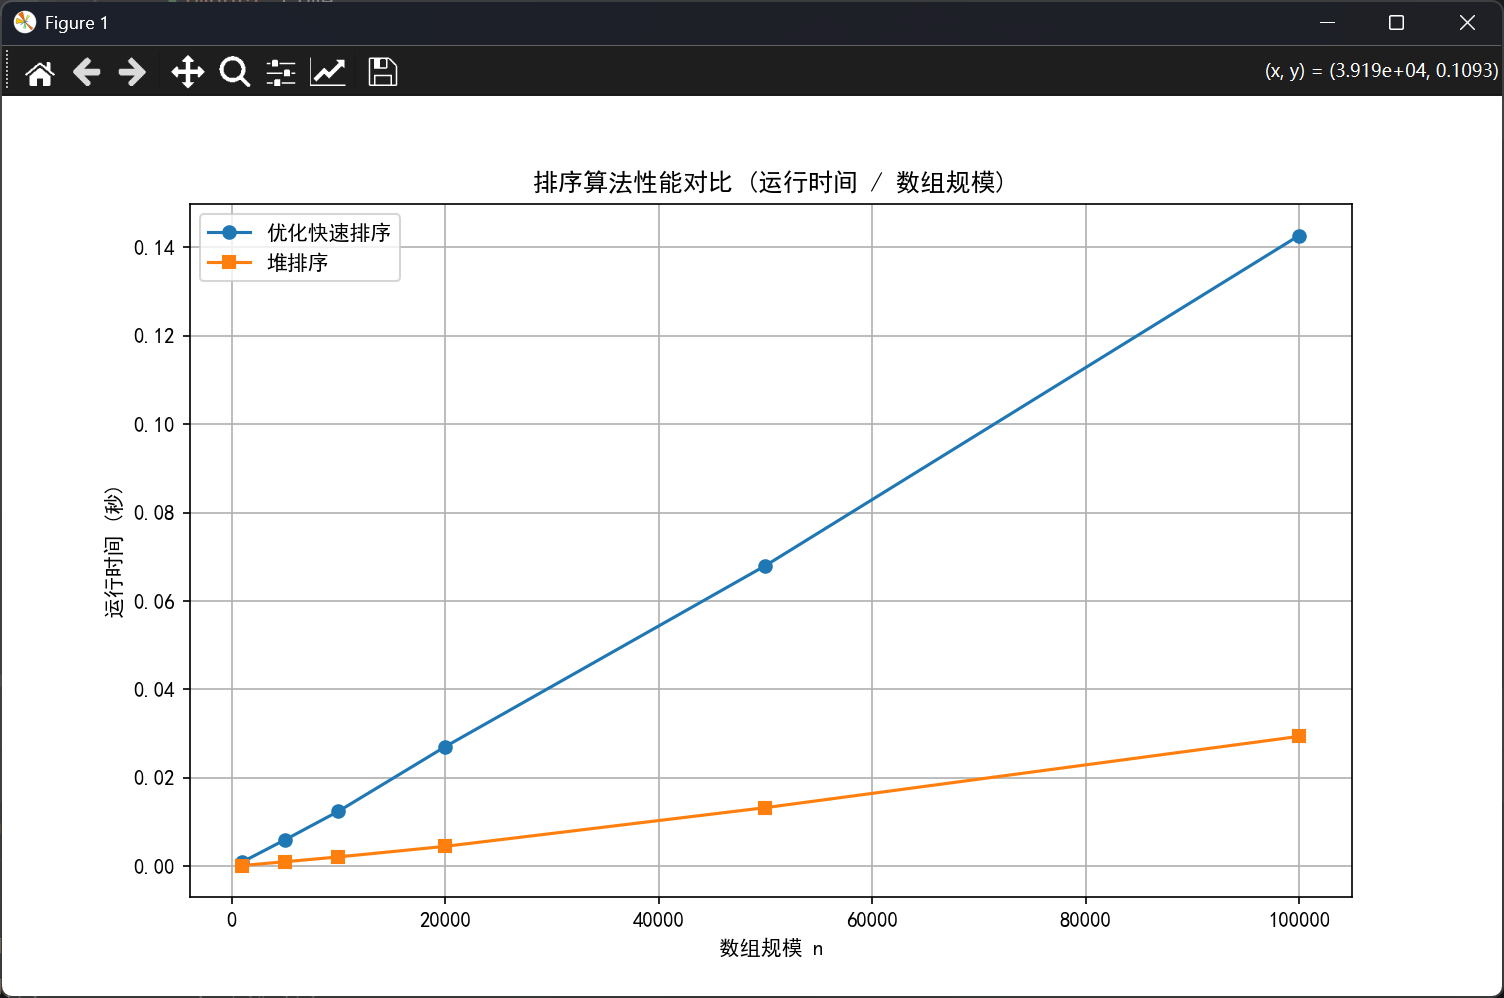 Figure 1
(x, y) = (3.919e+04, 0.1093)
排序算法性能对比 (运行时间 / 数组规模)
优化快速排序
堆排序
0.14
0.12
0.10
0.08
0.06
0.04
0.02
0.00
运行时间 (秒)
0 20000 40000 60000 80000 100000
数组规模 n